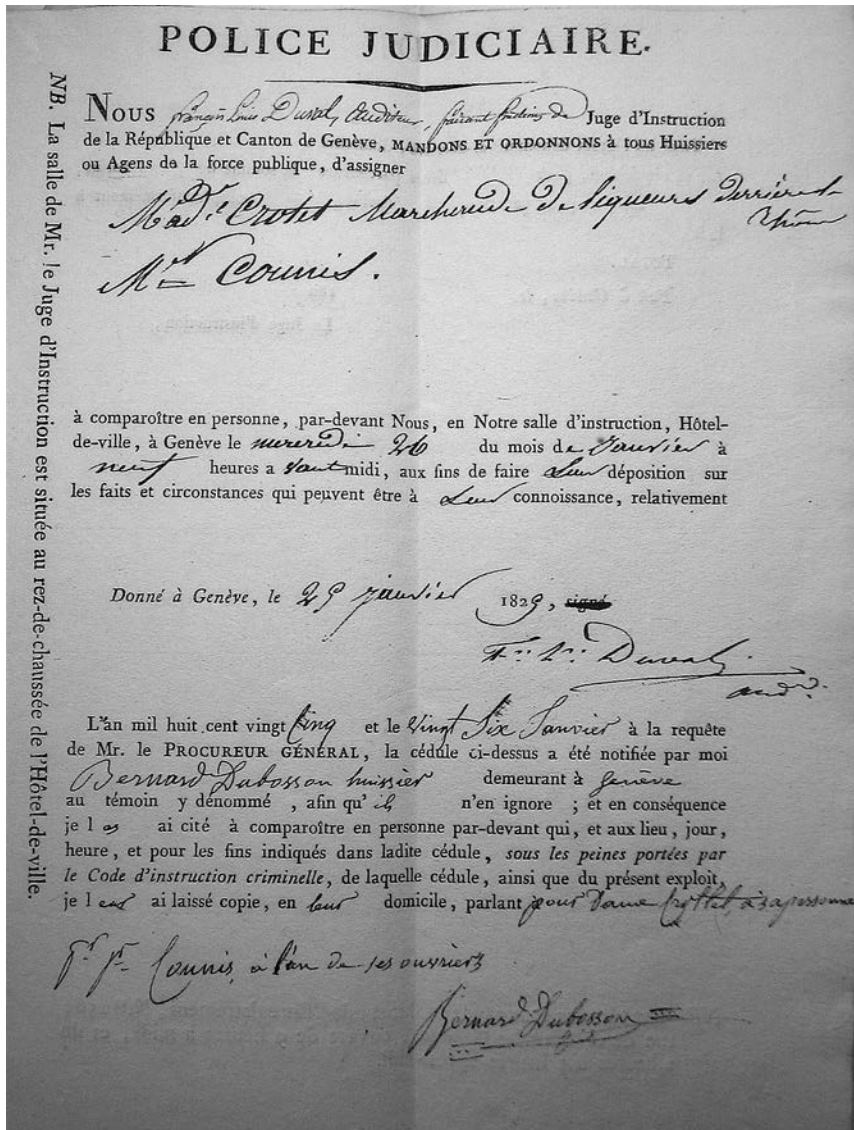 POLICE JUDICIAIRE.
NOUS françois Louis Duval, Auditeur, faisant fonctions de Juge d'Instruction
de la République et Canton de Genève, MANDONS ET ORDONNONS à tous Huissiers
ou Agens de la force publique, d'assigner
Mad.e Crotet Marchande de liqueurs derrière le
Rhône
Mr. Counis.
à comparoître en personne, par-devant Nous, en Notre salle d'instruction, Hôtel-
de-ville, à Genève le mercredi 26 du mois de Janvier à
neuf heures avant midi, aux fins de faire Leur déposition sur
les faits et circonstances qui peuvent être à Leur connoissance, relativement
Donné à Genève, le 25 janvier 1825, signé
Duval
aud.r
L'an mil huit cent vingt Cinq et le Vingt Six Janvier à la requête
de Mr. le PROCUREUR GÉNÉRAL, la cédule ci-dessus a été notifiée par moi
Bernard Dubosson huissier demeurant à Genève
au témoin y dénommé , afin qu'ils n'en ignore ; et en conséquence
je les ai cité à comparoître en personne par-devant qui, et aux lieu, jour,
heure, et pour les fins indiqués dans ladite cédule, sous les peines portées par
le Code d'instruction criminelle, de laquelle cédule, ainsi que du présent exploit,
je l ai laissé copie, en leur domicile, parlant pour Dame Crottet, à sa personne
Counis, à l'un de ses ouvriers
Bernard Dubosson
NB. La salle de Mr. le Juge d'Instruction est située au rez-de-chaussée de l'Hôtel-de-ville.